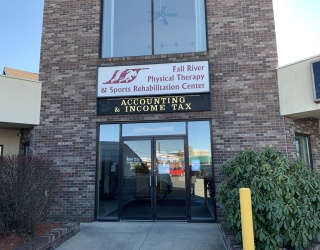 Fall River
Physical Therapy
& Sports Rehabilitation Center
ACCOUNTING
& INCOME TAX